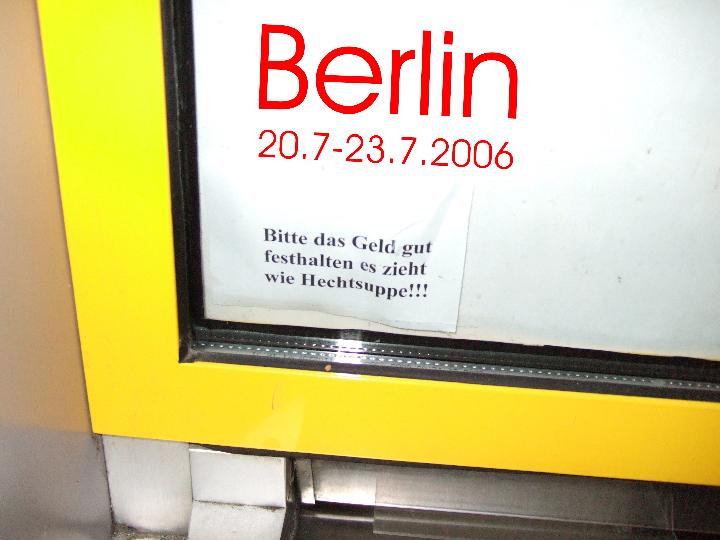 Berlin
20.7-23.7.2006
Bitte das Geld gut
festhalten es zieht
wie Hechtsuppe!!!